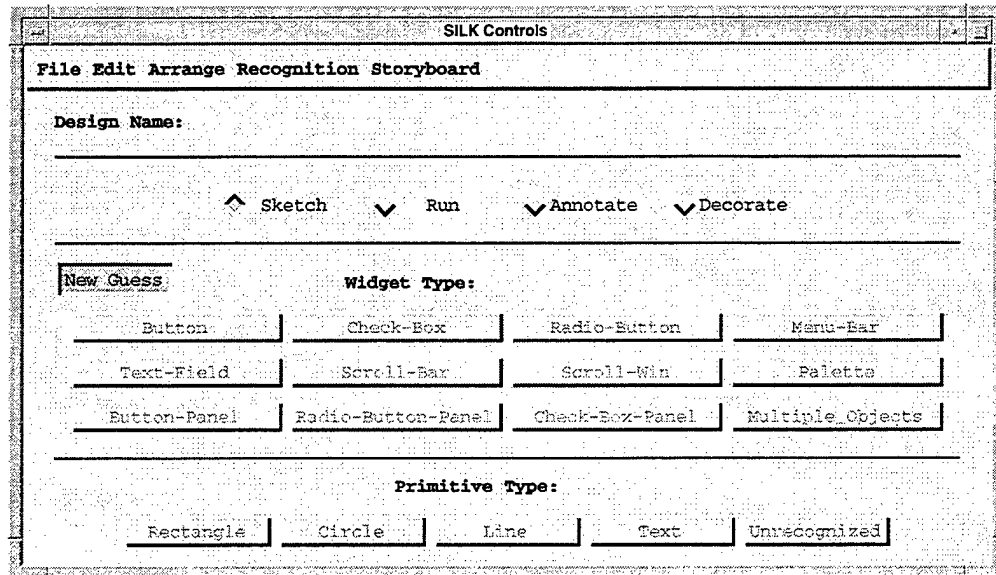 SILK Controls
File Edit Arrange Recognition Storyboard
Design Name:
Sketch Run Annotate Decorate
New Guess Widget Type:
Button Check-Box Radio-Button Menu-Bar
Text-Field Scroll-Bar Scroll-Win Palette
Button-Panel Radio-Button-Panel Check-Box-Panel Multiple Objects
Primitive Type:
Rectangle Circle Line Text Unrecognized